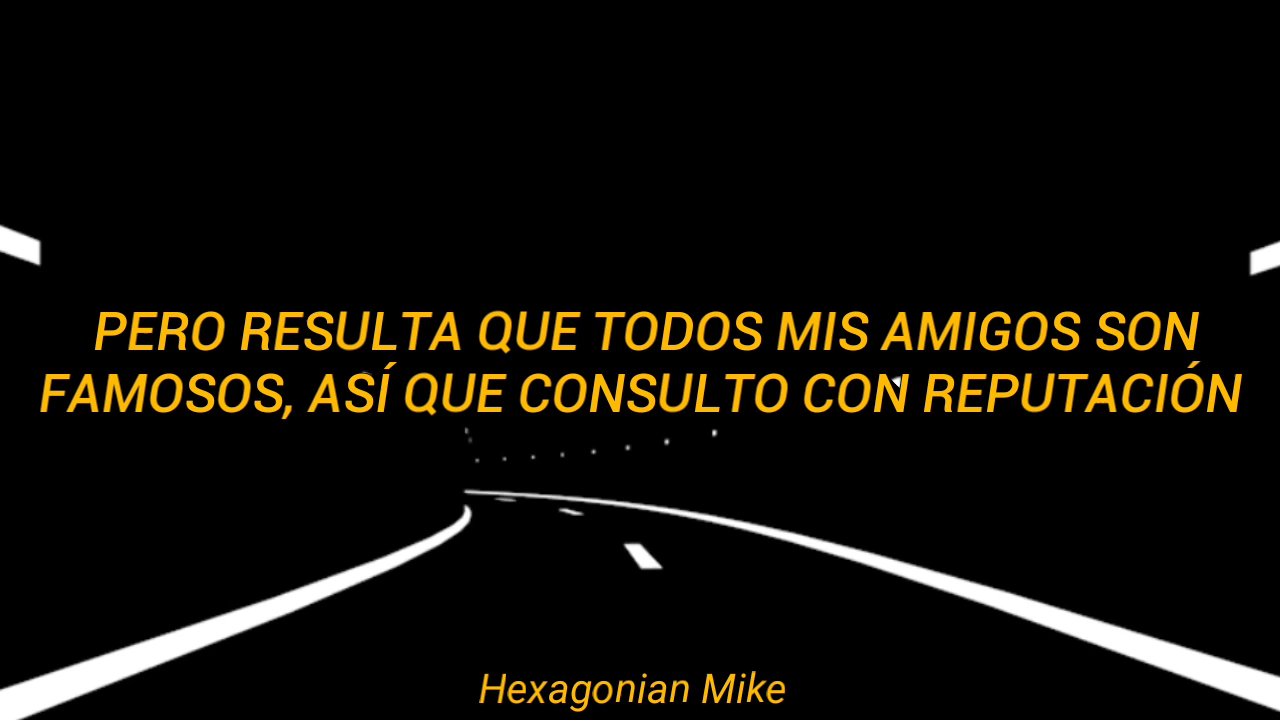 PERO RESULTA QUE TODOS MIS AMIGOS SON
FAMOSOS, ASÍ QUE CONSULTO CON REPUTACIÓN
Hexagonian Mike